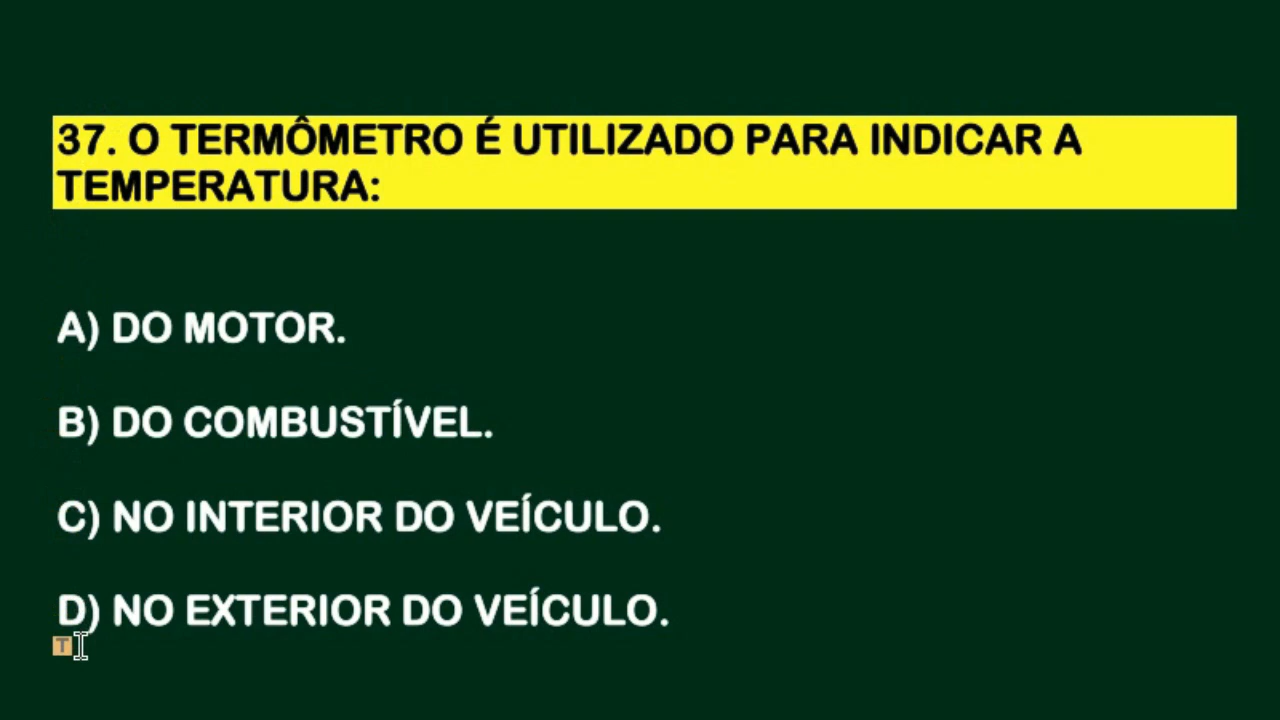 37. O TERMÔMETRO É UTILIZADO PARA INDICAR A
TEMPERATURA:
A) DO MOTOR.
B) DO COMBUSTÍVEL.
C) NO INTERIOR DO VEÍCULO.
D) NO EXTERIOR DO VEÍCULO.
T